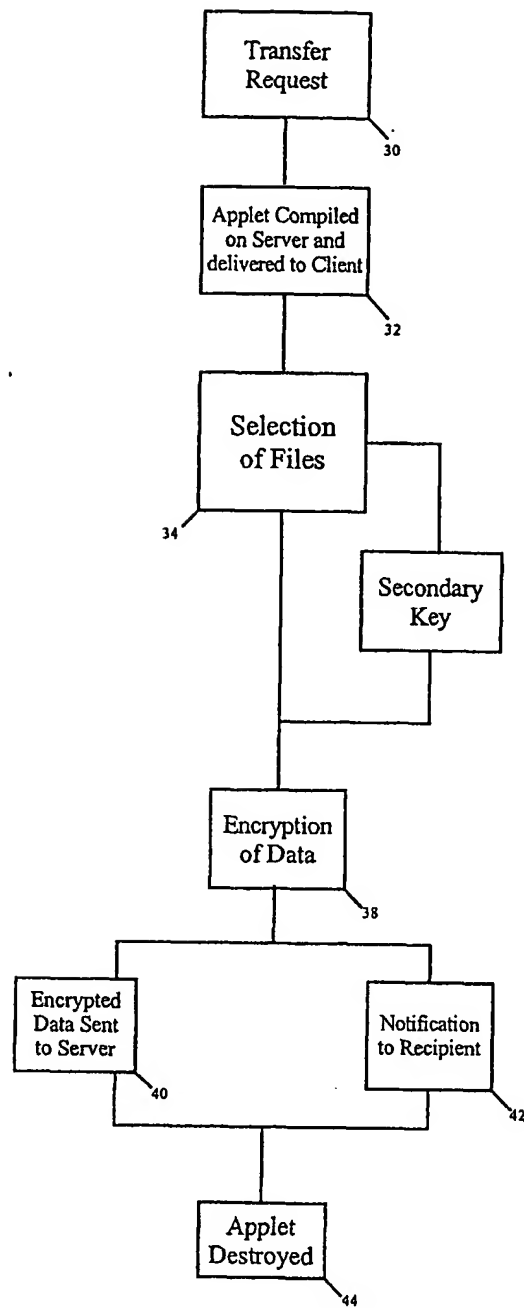 Transfer
Request
30
Applet Compiled
on Server and
delivered to Client
32
Selection
of Files
34
Secondary
Key
Encryption
of Data
38
Encrypted
Data Sent
to Server
40
Notification
to Recipient
42
Applet
Destroyed
44